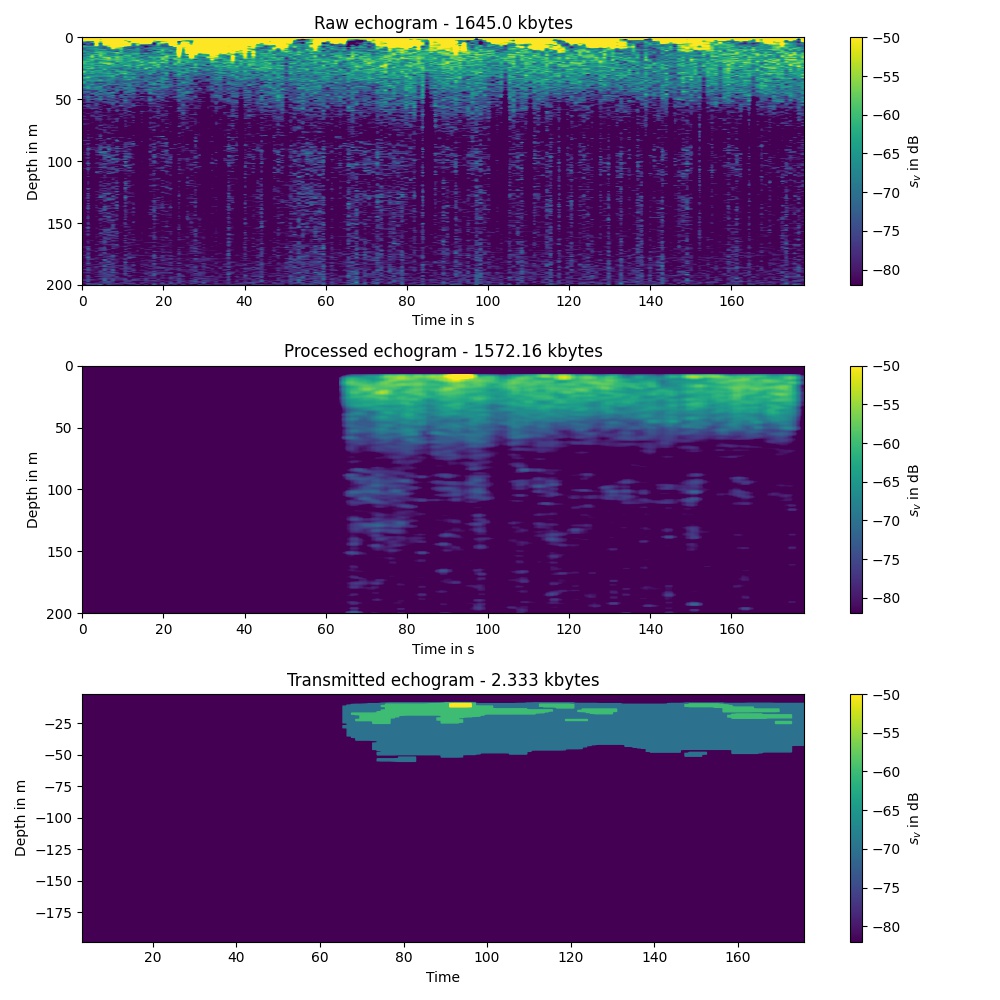 Raw echogram - 1645.0 kbytes
0
50
100
150
200
Depth in m
0 20 40 60 80 100 120 140 160
Time in s
−50
−55
−60
−65
−70
−75
−80
s_v in dB
Processed echogram - 1572.16 kbytes
0
50
100
150
200
Depth in m
0 20 40 60 80 100 120 140 160
Time in s
−50
−55
−60
−65
−70
−75
−80
s_v in dB
Transmitted echogram - 2.333 kbytes
−25
−50
−75
−100
−125
−150
−175
Depth in m
20 40 60 80 100 120 140 160
Time
−50
−55
−60
−65
−70
−75
−80
s_v in dB